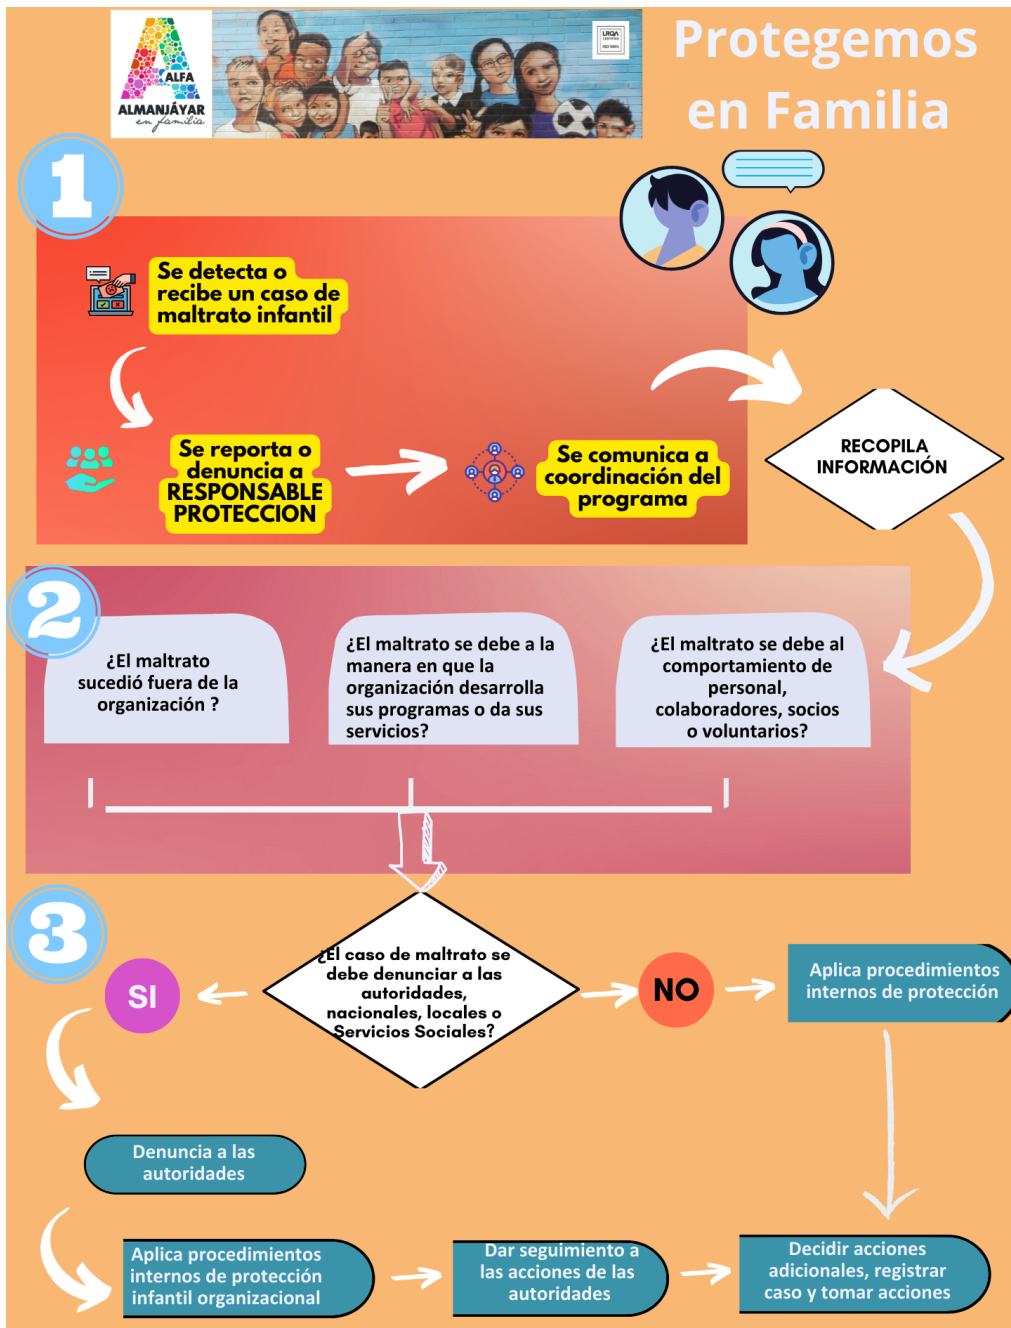 ALFA
ALMANJÁYAR
en familia
LRQA
CERTIFIED
ISO 9001
Protegemos
en Familia
1
Se detecta o
recibe un caso de
maltrato infantil
Se reporta o
denuncia a
RESPONSABLE
PROTECCION
Se comunica a
coordinación del
programa
RECOPILA
INFORMACIÓN
2
¿El maltrato
sucedió fuera de la
organización ?
¿El maltrato se debe a la
manera en que la
organización desarrolla
sus programas o da sus
servicios?
¿El maltrato se debe al
comportamiento de
personal,
colaboradores, socios
o voluntarios?
3
¿El caso de maltrato se
debe denunciar a las
autoridades,
nacionales, locales o
Servicios Sociales?
SI
NO
Aplica procedimientos
internos de protección
Denuncia a las
autoridades
Aplica procedimientos
internos de protección
infantil organizacional
Dar seguimiento a
las acciones de las
autoridades
Decidir acciones
adicionales, registrar
caso y tomar acciones